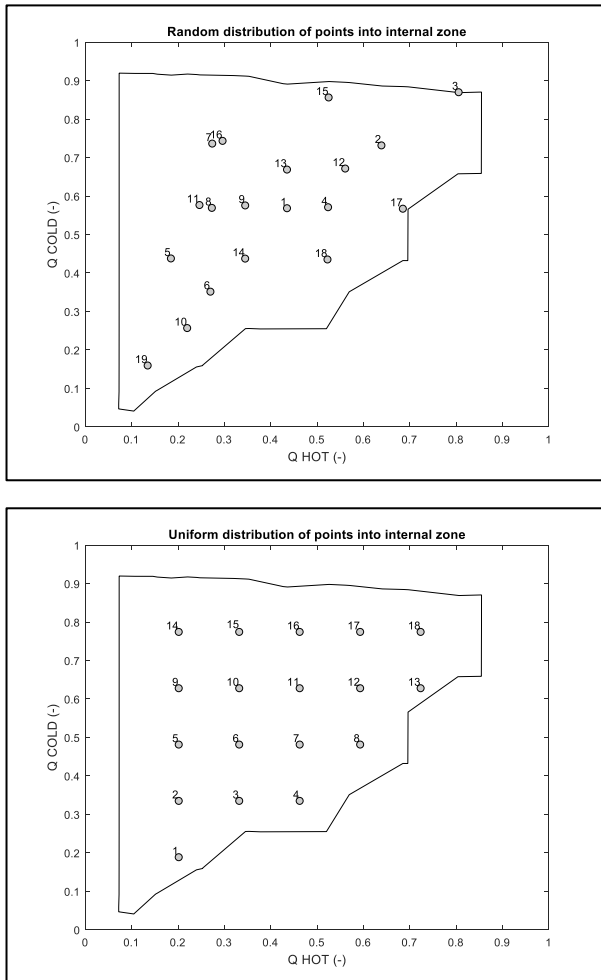 Random distribution of points into internal zone
1
0.9
0.8
0.7
0.6
0.5
0.4
0.3
0.2
0.1
0
Q COLD (-)
3
15
7 16
2
13
12
11 8 9 1 4 17
5
14
18
6
10
19
0 0.1 0.2 0.3 0.4 0.5 0.6 0.7 0.8 0.9 1
Q HOT (-)
Uniform distribution of points into internal zone
1
0.9
0.8
0.7
0.6
0.5
0.4
0.3
0.2
0.1
0
Q COLD (-)
14 15 16 17 18
9 10 11 12 13
5 6 7 8
2 3 4
1
0 0.1 0.2 0.3 0.4 0.5 0.6 0.7 0.8 0.9 1
Q HOT (-)